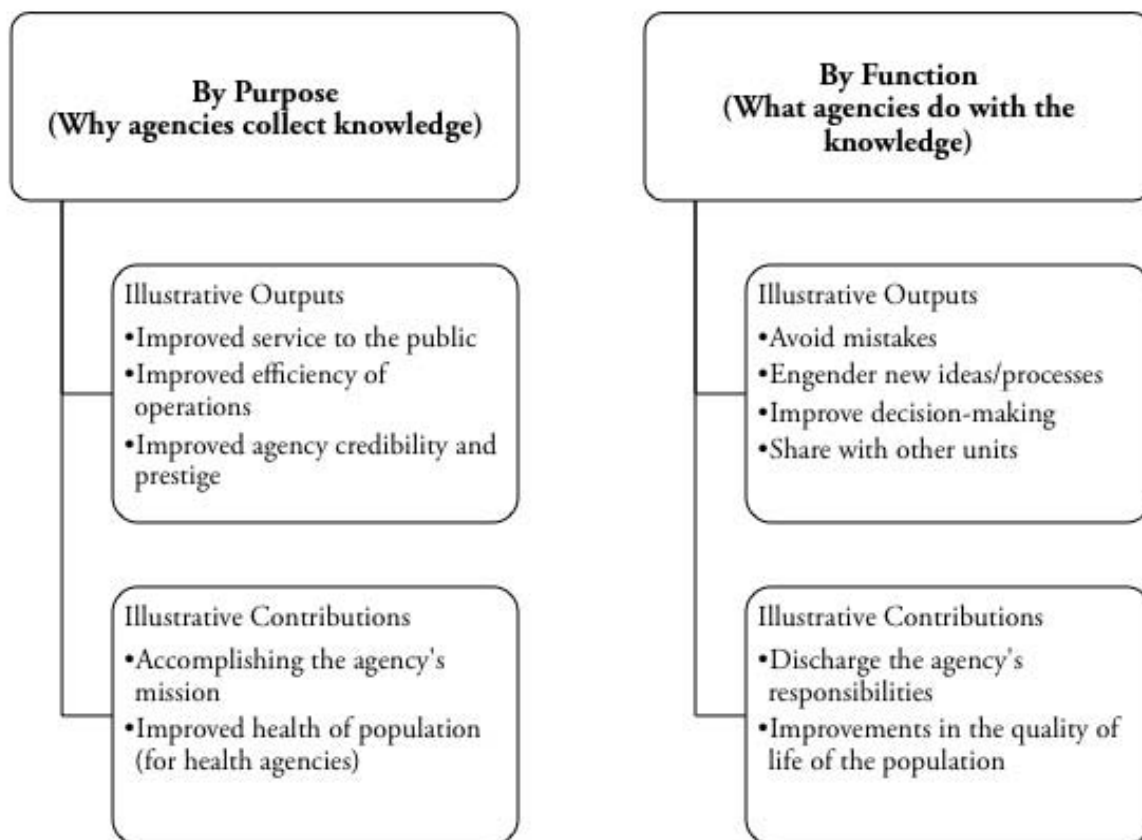 By Purpose
(Why agencies collect knowledge)
Illustrative Outputs
•Improved service to the public
•Improved efficiency of
operations
•Improved agency credibility and
prestige
Illustrative Contributions
•Accomplishing the agency's
mission
•Improved health of population
(for health agencies)
By Function
(What agencies do with the
knowledge)
Illustrative Outputs
•Avoid mistakes
•Engender new ideas/processes
•Improve decision-making
•Share with other units
Illustrative Contributions
•Discharge the agency's
responsibilities
•Improvements in the quality of
life of the population